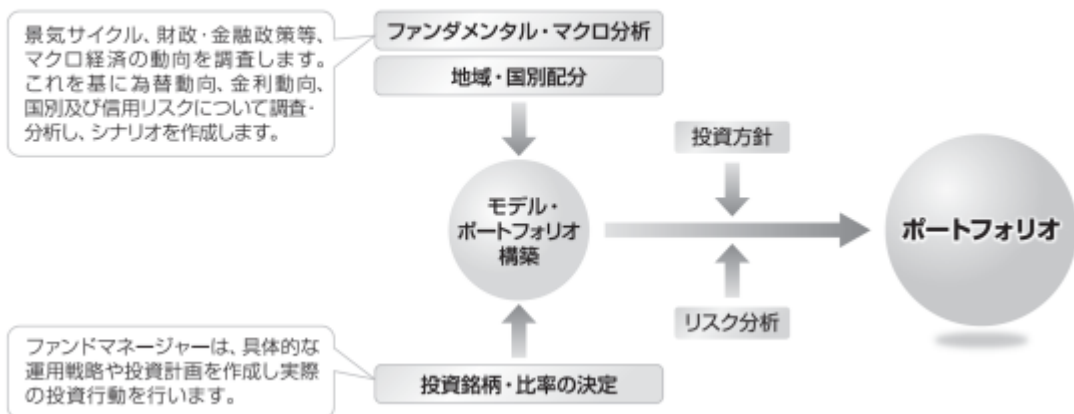 景気サイクル、財政・金融政策等、
マクロ経済の動向を調査します。
これを基に為替動向、金利動向、
国別及び信用リスクについて調査・
分析し、シナリオを作成します。
ファンダメンタル・マクロ分析
地域・国別配分
投資方針
モデル・
ポートフォリオ
構築
ポートフォリオ
リスク分析
ファンドマネージャーは、具体的な
運用戦略や投資計画を作成し実際
の投資行動を行います。
投資銘柄・比率の決定